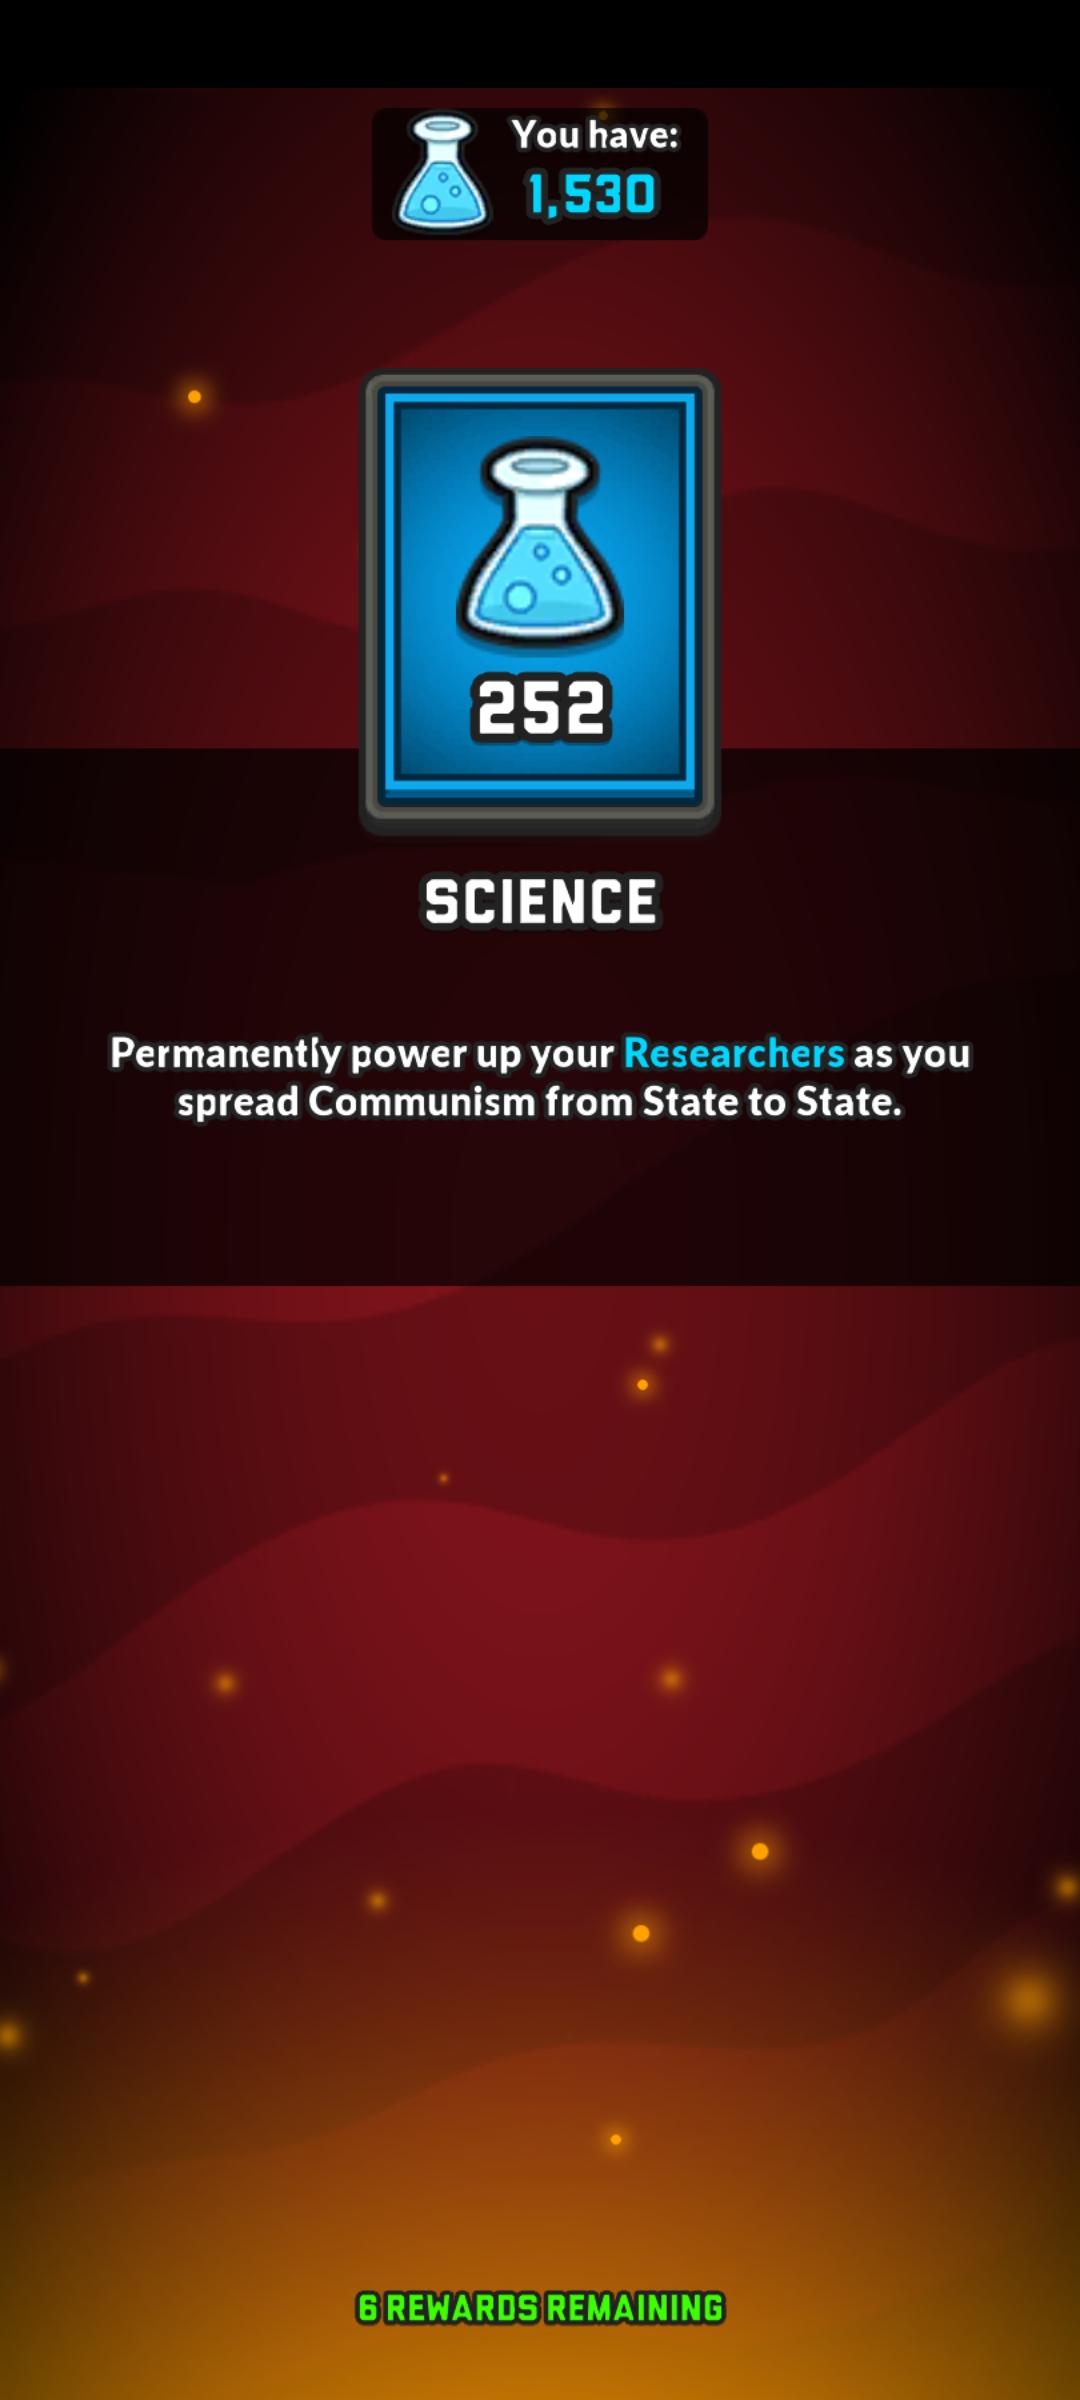 You have:
1,530
252
SCIENCE
Permanently power up your Researchers as you
spread Communism from State to State.
6 REWARDS REMAINING